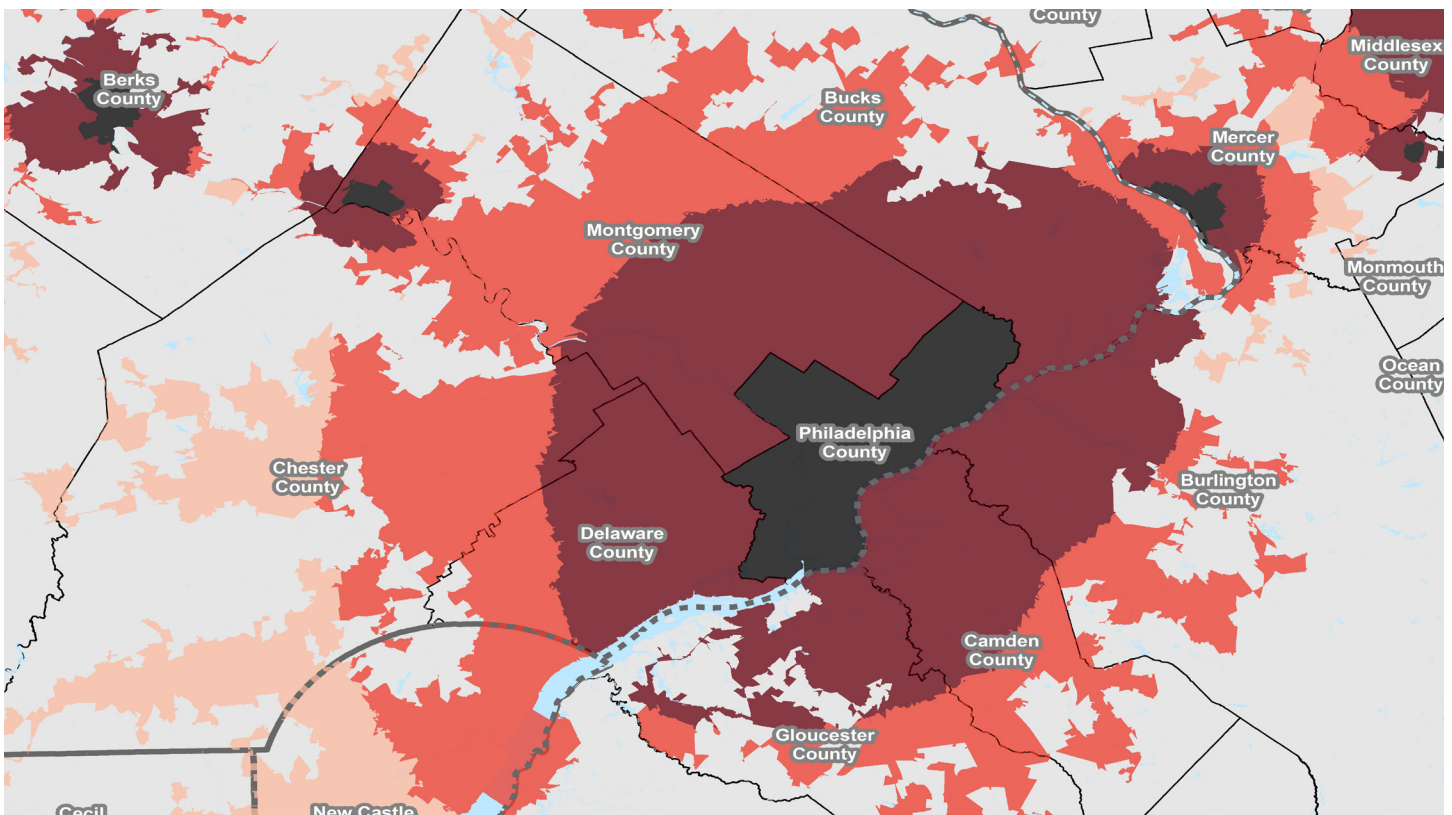 County
Middlesex
County
Berks
County
Bucks
County
Mercer
County
Montgomery
County
Monmouth
County
Ocean
County
Philadelphia
County
Chester
County
Burlington
County
Delaware
County
Camden
County
Gloucester
County
Cecil
New Castle